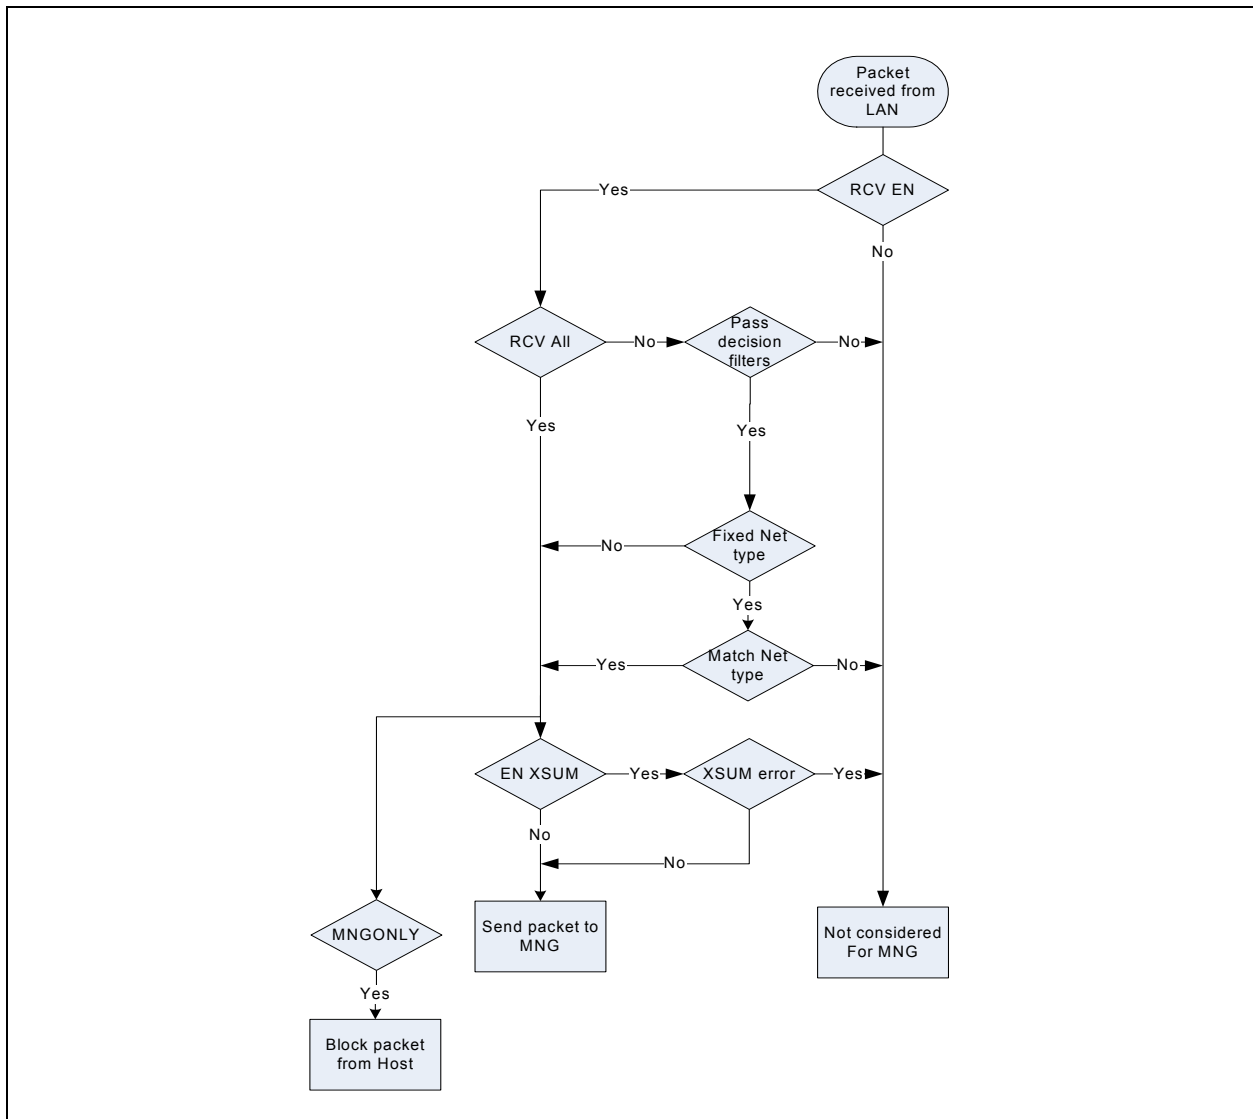 Packet
received from
LAN
RCV EN
Yes
No
RCV All
No
Pass
decision
filters
No
Yes
Yes
Fixed Net
type
No
Yes
Match Net
type
Yes
No
EN XSUM
Yes
XSUM error
Yes
No
No
MNGONLY
Send packet to
MNG
Not considered
For MNG
Yes
Block packet
from Host